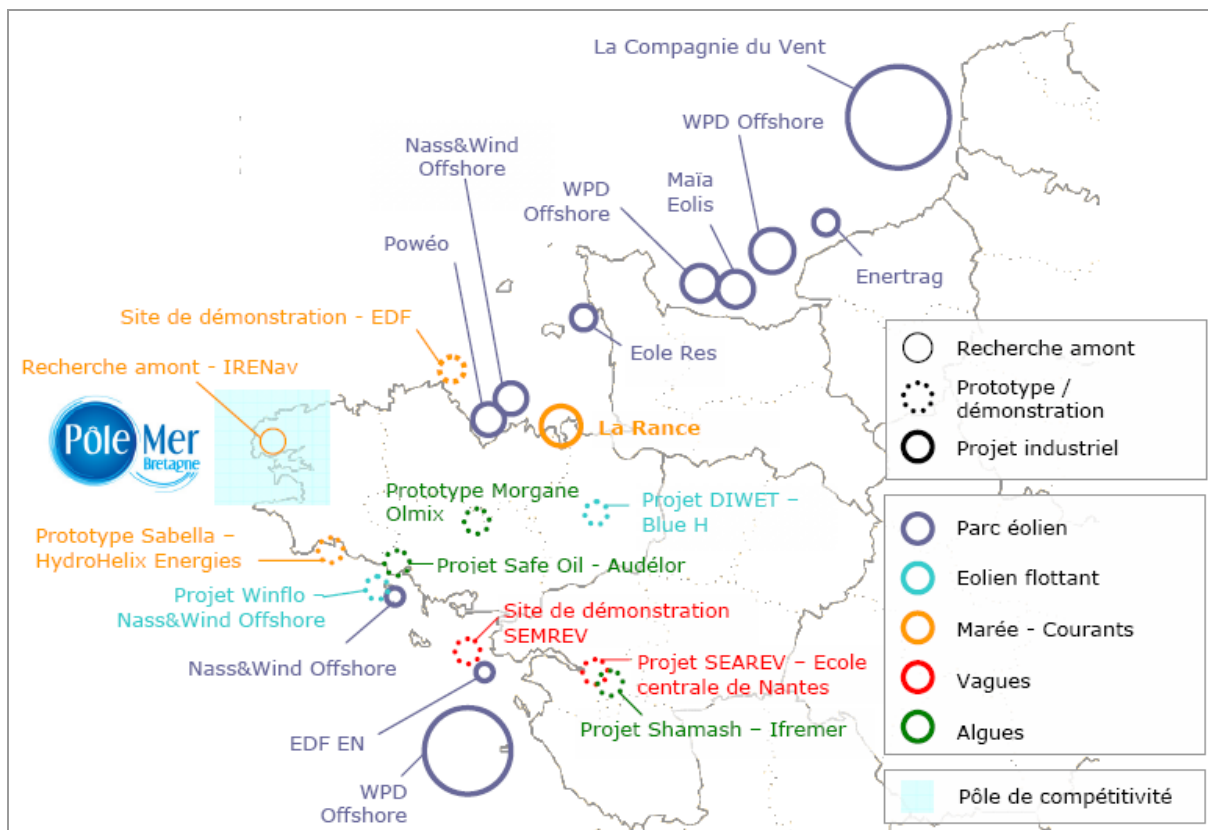 La Compagnie du Vent
WPD Offshore
Nass&Wind
Offshore
WPD
Offshore
Maïa
Eolis
Powéo
Enertrag
Site de démonstration - EDF
Eole Res
Recherche amont - IRENav
Pôle Mer
Bretagne
La Rance
Prototype Morgane
Olmix
Projet DIWET –
Blue H
Prototype Sabella –
HydroHelix Energies
Projet Safe Oil - Audélor
Projet Winflo –
Nass&Wind Offshore
Site de démonstration
SEMREV
Nass&Wind Offshore
Projet SEAREV – Ecole
centrale de Nantes
Projet Shamash – Ifremer
EDF EN
WPD
Offshore
Recherche amont
Prototype /
démonstration
Projet industriel
Parc éolien
Eolien flottant
Marée - Courants
Vagues
Algues
Pôle de compétitivité